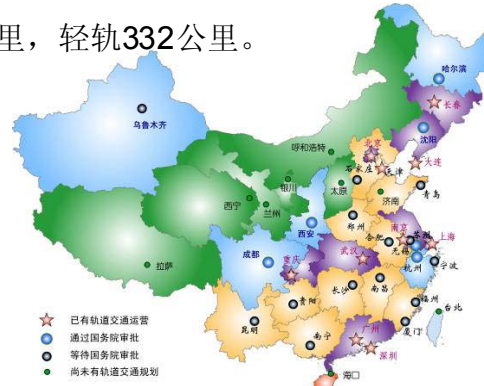 里，轻轨332公里。
哈尔滨
长春
乌鲁木齐
沈阳
呼和浩特
北京
大连
天津
石家庄
银川
太原
青岛
西宁
济南
兰州
郑州
西安
南京
苏州
合肥
上海
无锡
成都
武汉
杭州
拉萨
重庆
宁波
长沙
南昌
贵阳
福州
台北
昆明
厦门
南宁
广州
深圳
海口
已有轨道交通运营
通过国务院审批
等待国务院审批
尚未有轨道交通规划